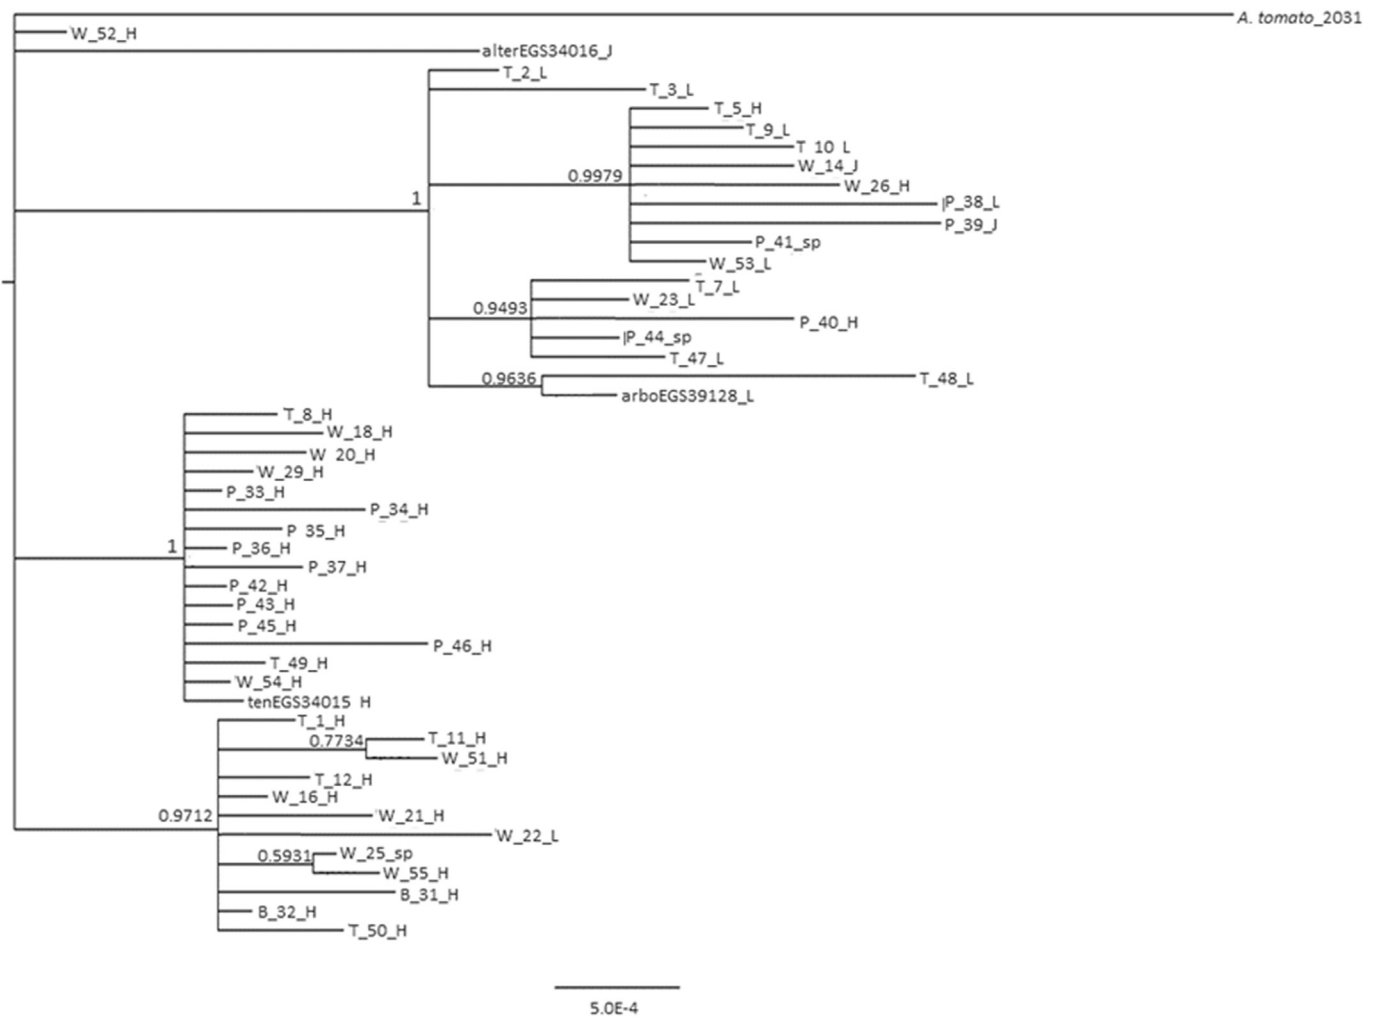 A. tomato_2031
W_52_H
alterEGS34016_J
T_2_L
T_3_L
T_5_H
T_9_L
T 10 L
W_14_J
0.9979
W_26_H
1
P_38_L
P_39_J
P_41_sp
W_53_L
T_7_L
W_23_L
0.9493
P_40_H
P_44_sp
T_47_L
0.9636
T_48_L
arboEGS39128_L
T_8_H
W_18_H
W 20_H
W_29_H
P_33_H
P_34_H
P 35_H
1
P_36_H
P_37_H
P_42_H
P_43_H
P_45_H
P_46_H
T_49_H
W_54_H
tenEGS34015 H
T_1_H
0.7734
T_11_H
W_51_H
T_12_H
W_16_H
0.9712
W_21_H
W_22_L
0.5931
W_25_sp
W_55_H
B_31_H
B_32_H
T_50_H
5.0E-4